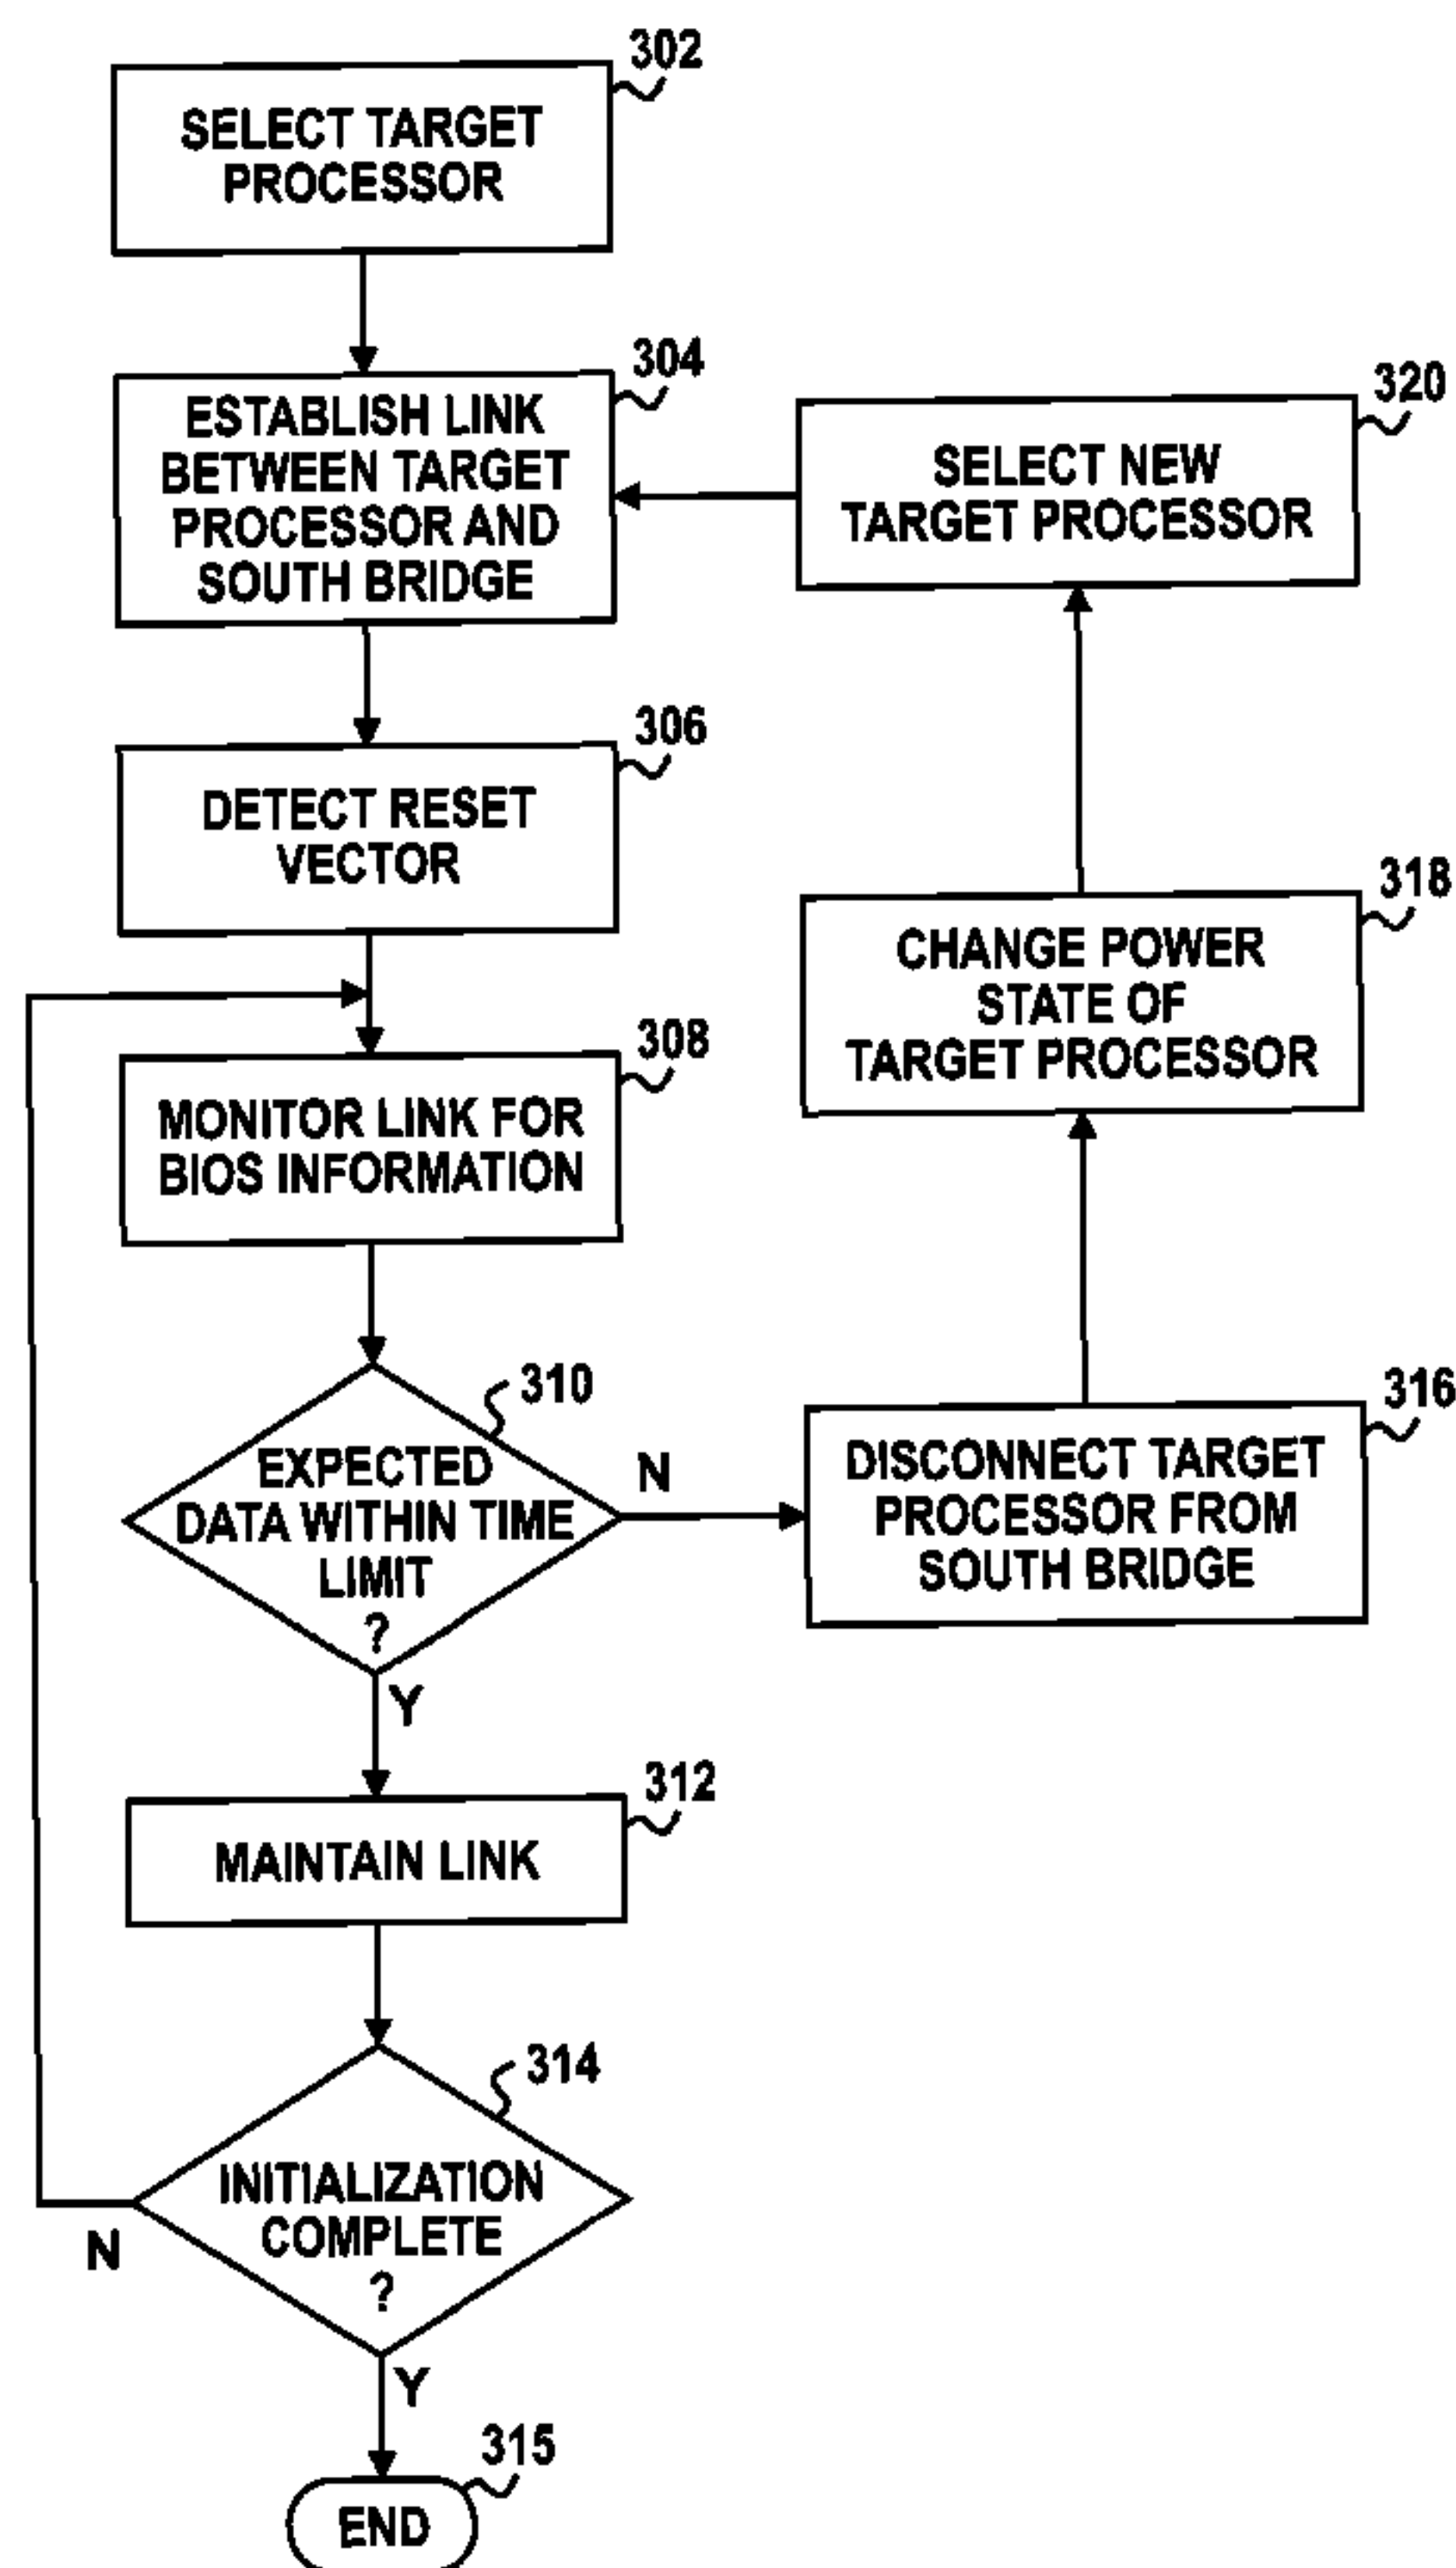 302
SELECT TARGET
PROCESSOR
304
ESTABLISH LINK
BETWEEN TARGET
PROCESSOR AND
SOUTH BRIDGE
320
SELECT NEW
TARGET PROCESSOR
306
DETECT RESET
VECTOR
318
CHANGE POWER
STATE OF
TARGET PROCESSOR
308
MONITOR LINK FOR
BIOS INFORMATION
310
EXPECTED
DATA WITHIN TIME
LIMIT
?
N
Y
316
DISCONNECT TARGET
PROCESSOR FROM
SOUTH BRIDGE
312
MAINTAIN LINK
314
INITIALIZATION
COMPLETE
?
N
Y
315
END